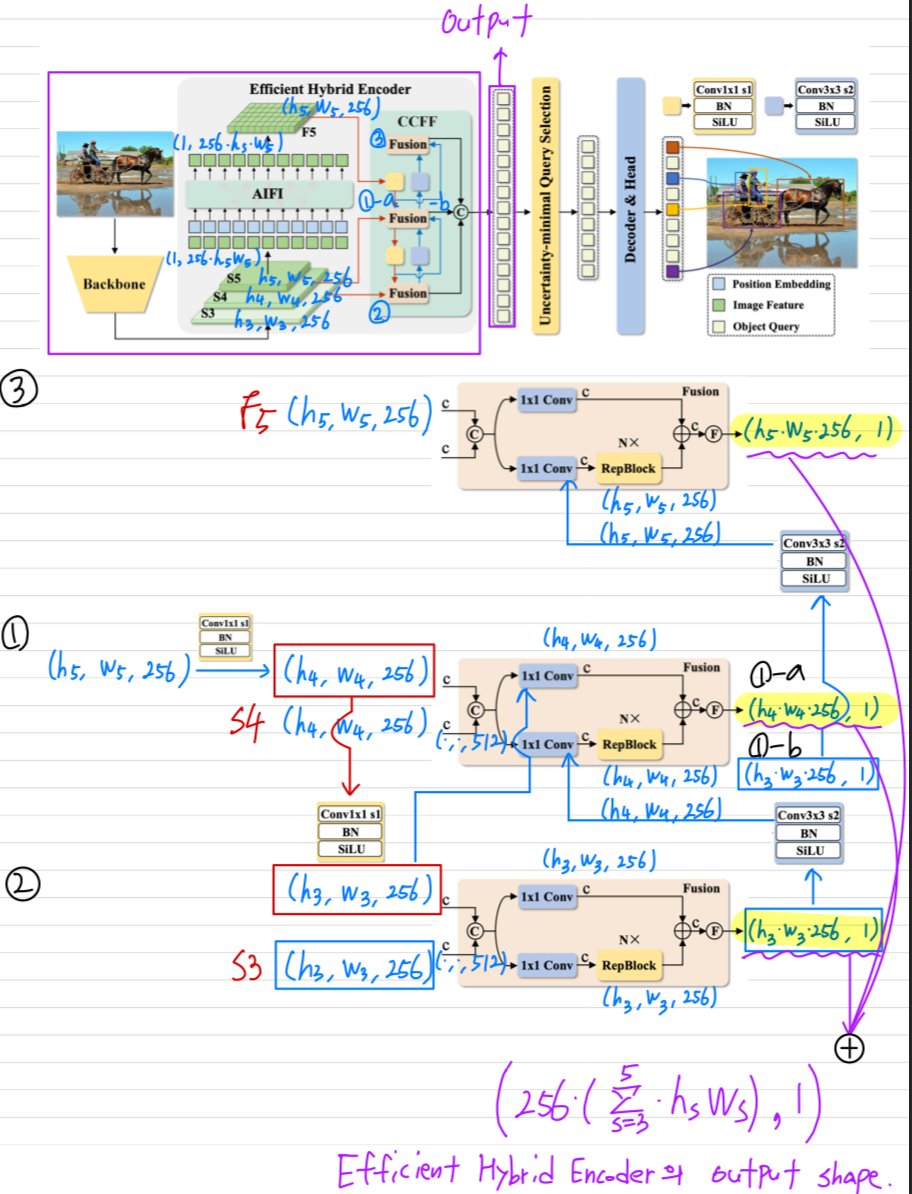 Output
Efficient Hybrid Encoder
(h5, W5, 256)
F5
CCFF
③ Fusion
(1, 256·h5·W5)
AIFI
①-a
-b
Fusion
C
(1, 256·h5W5)
S5 h5, W5, 256
S4 h4, W4, 256
S3 h3, W3, 256
Fusion
②
Backbone
Uncertainty-minimal Query Selection
Decoder & Head
Conv1x1 s1
BN
SiLU
Conv3x3 s2
BN
SiLU
Position Embedding
Image Feature
Object Query
③
F5 (h5, W5, 256)
C
C
C
1x1 Conv
C
Fusion
N×
1x1 Conv
C
RepBlock
C
F
(h5·W5·256, 1)
(h5, W5, 256)
(h5, W5, 256)
Conv3x3 s2
BN
SiLU
①
Conv1x1 s1
BN
SiLU
(h5, W5, 256)
(h4, W4, 256)
S4 (h4, W4, 256)
(h4, W4, 256)
C
C
(:,:,512)
C
1x1 Conv
C
Fusion
N×
1x1 Conv
C
RepBlock
C
F
①-a
(h4·W4·256, 1)
①-b
(h3·W3·256, 1)
(h4, W4, 256)
(h4, W4, 256)
Conv1x1 s1
BN
SiLU
Conv3x3 s2
BN
SiLU
②
(h3, W3, 256)
S3 (h3, W3, 256)
(h3, W3, 256)
C
C
(:,:,512)
C
1x1 Conv
C
Fusion
N×
1x1 Conv
C
RepBlock
C
F
(h3·W3·256, 1)
(h3, W3, 256)
+
(256·(∑ s=3 5 · hs Ws), 1)
Efficient Hybrid Encoder의 output shape.